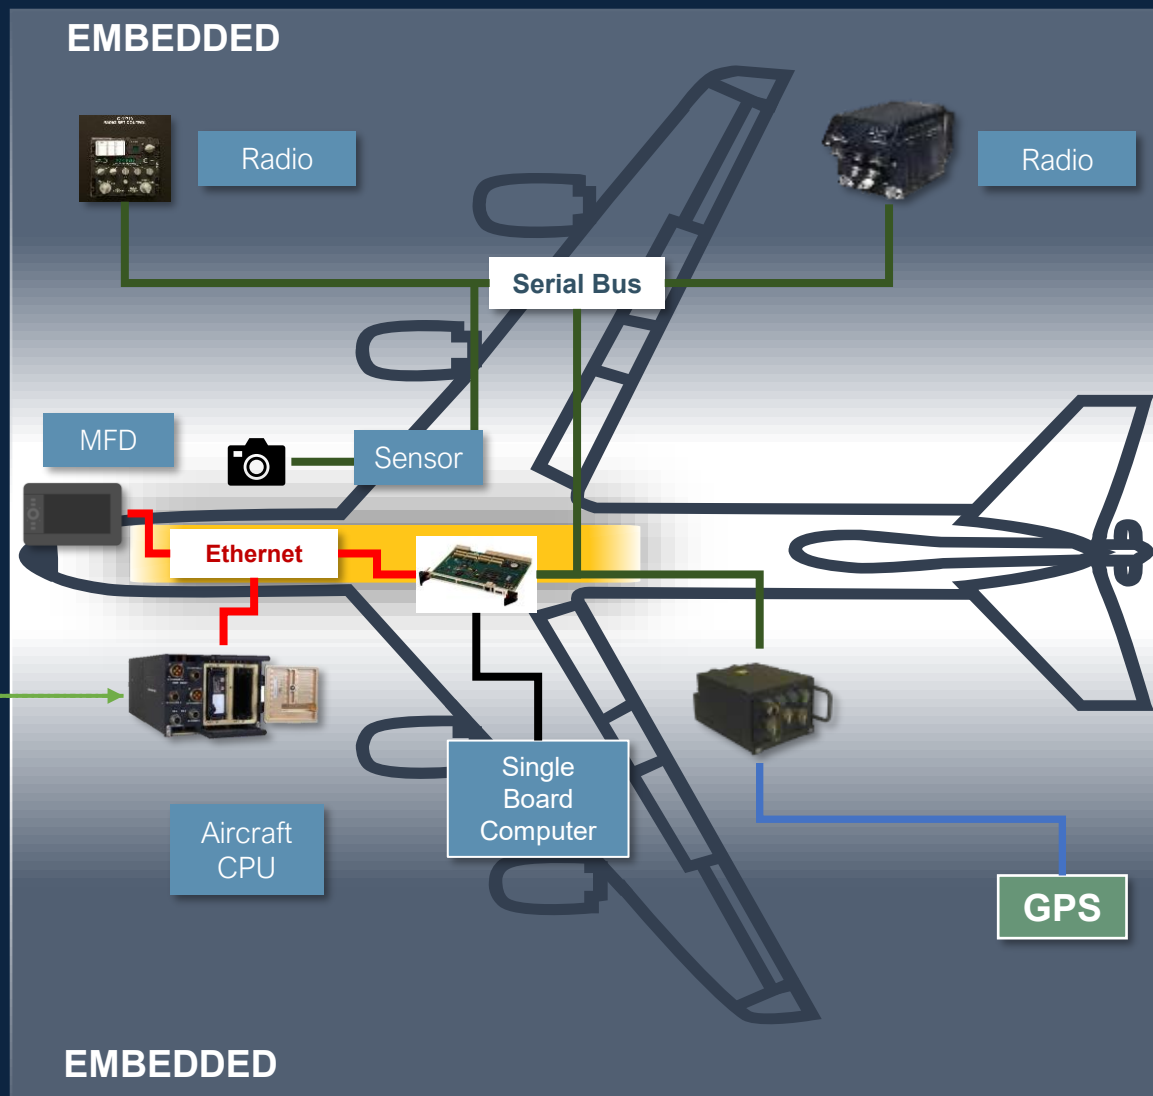 EMBEDDED
Radio
Radio
Serial Bus
MFD
Sensor
Ethernet
Single
Board
Computer
Aircraft
CPU
GPS
EMBEDDED